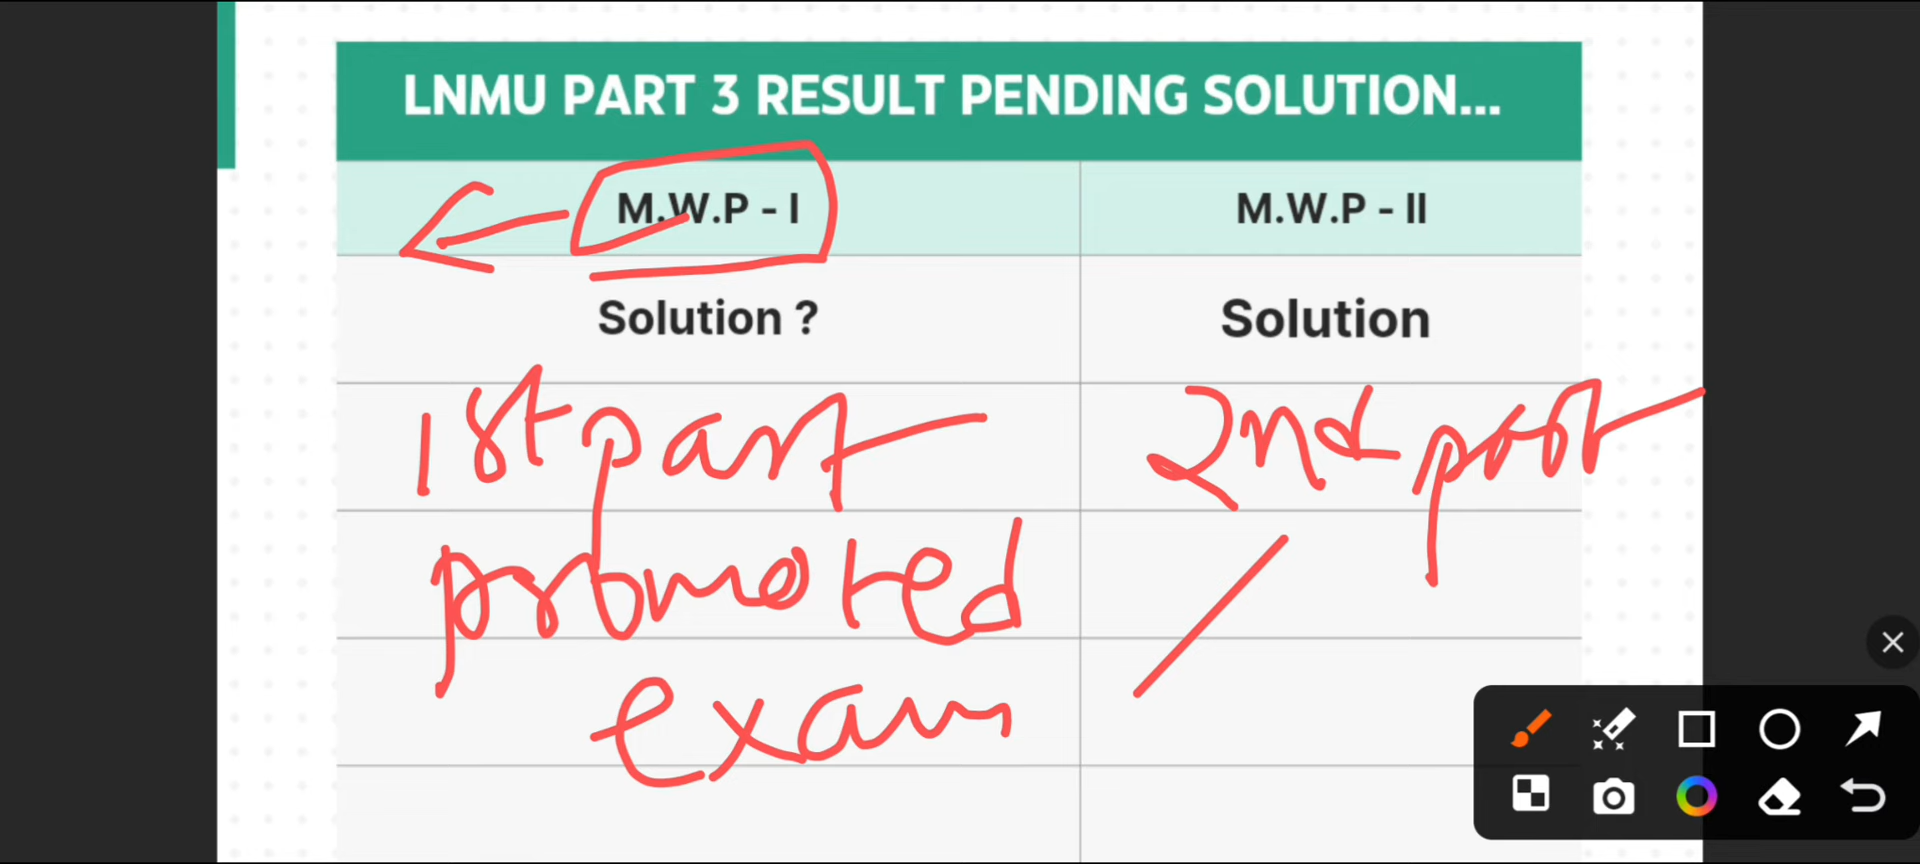 LNMU PART 3 RESULT PENDING SOLUTION...
M.W.P - I
M.W.P - II
Solution ?
Solution
1st part
2nd part
promoted
exam